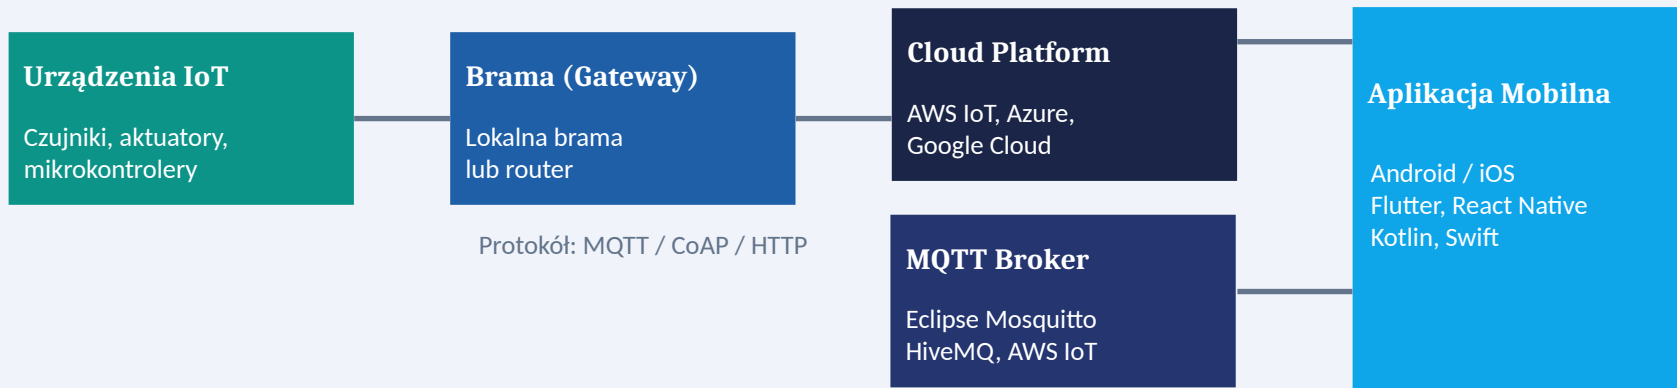 Urządzenia IoT
Czujniki, aktuatory,
mikrokontrolery
Brama (Gateway)
Lokalna brama
lub router
Protokół: MQTT / CoAP / HTTP
Cloud Platform
AWS IoT, Azure,
Google Cloud
MQTT Broker
Eclipse Mosquitto
HiveMQ, AWS IoT
Aplikacja Mobilna
Android / iOS
Flutter, React Native
Kotlin, Swift